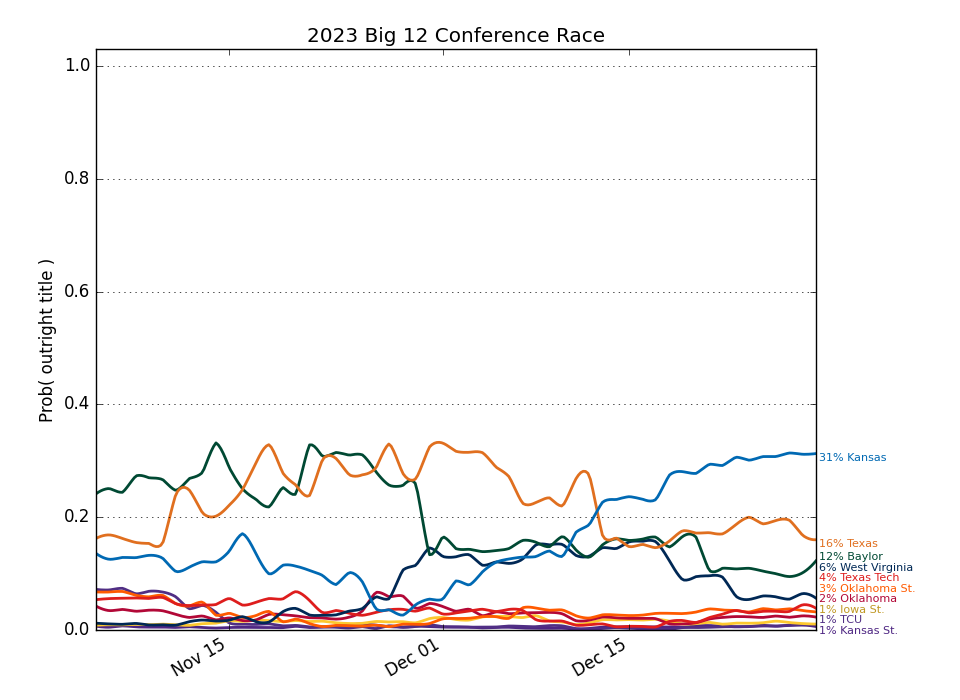 2023 Big 12 Conference Race
Prob( outright title )
1.0
0.8
0.6
0.4
0.2
0.0
Nov 15
Dec 01
Dec 15
31% Kansas
16% Texas
12% Baylor
6% West Virginia
4% Texas Tech
3% Oklahoma St.
2% Oklahoma
1% Iowa St.
1% TCU
1% Kansas St.